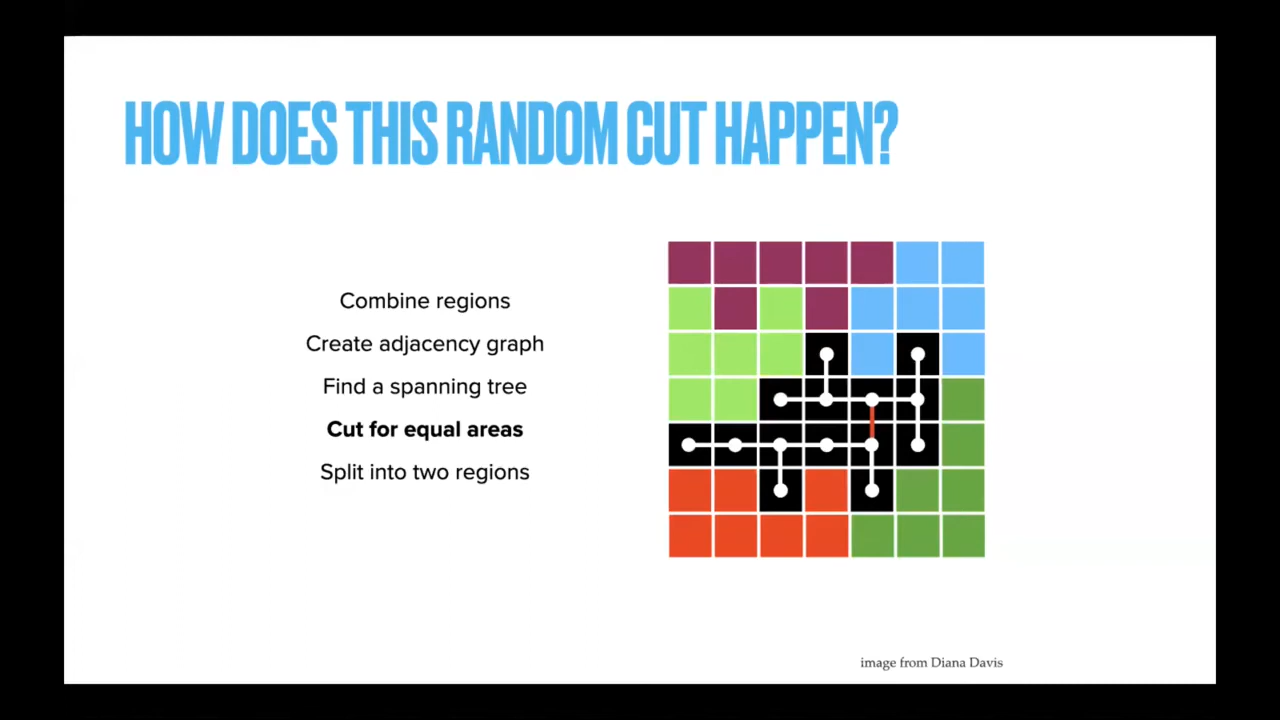 HOW DOES THIS RANDOM CUT HAPPEN?
Combine regions
Create adjacency graph
Find a spanning tree
Cut for equal areas
Split into two regions
image from Diana Davis